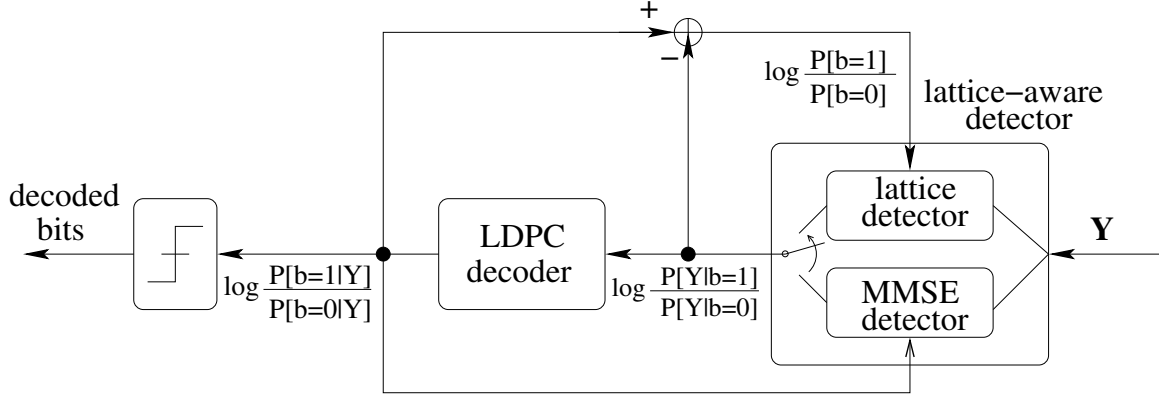 +
−
log P[b=1]
P[b=0]
lattice−aware
detector
lattice
detector
decoded
bits
LDPC
decoder
Y
log P[b=1|Y]
P[b=0|Y]
log P[Y|b=1]
P[Y|b=0]
MMSE
detector